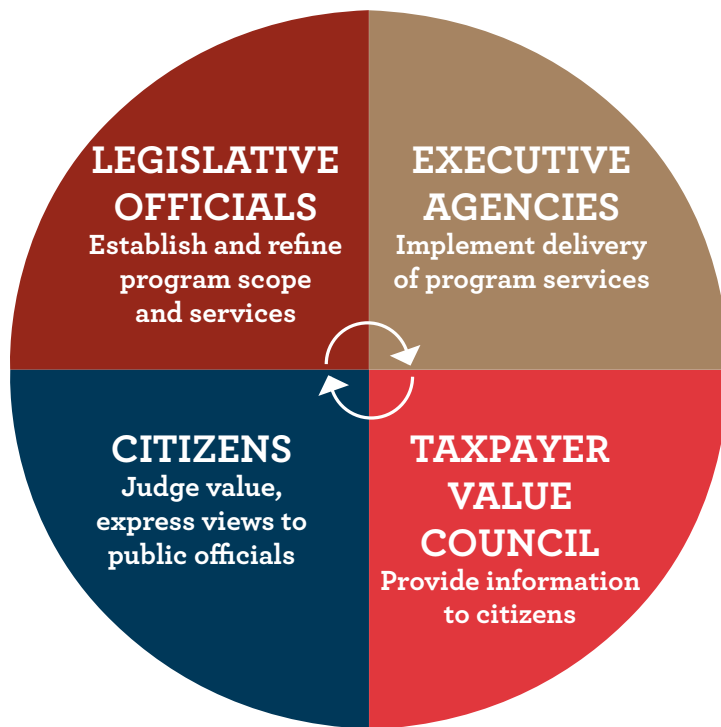 LEGISLATIVE
OFFICIALS
Establish and refine
program scope
and services
EXECUTIVE
AGENCIES
Implement delivery
of program services
CITIZENS
Judge value,
express views to
public officials
TAXPAYER
VALUE
COUNCIL
Provide information
to citizens